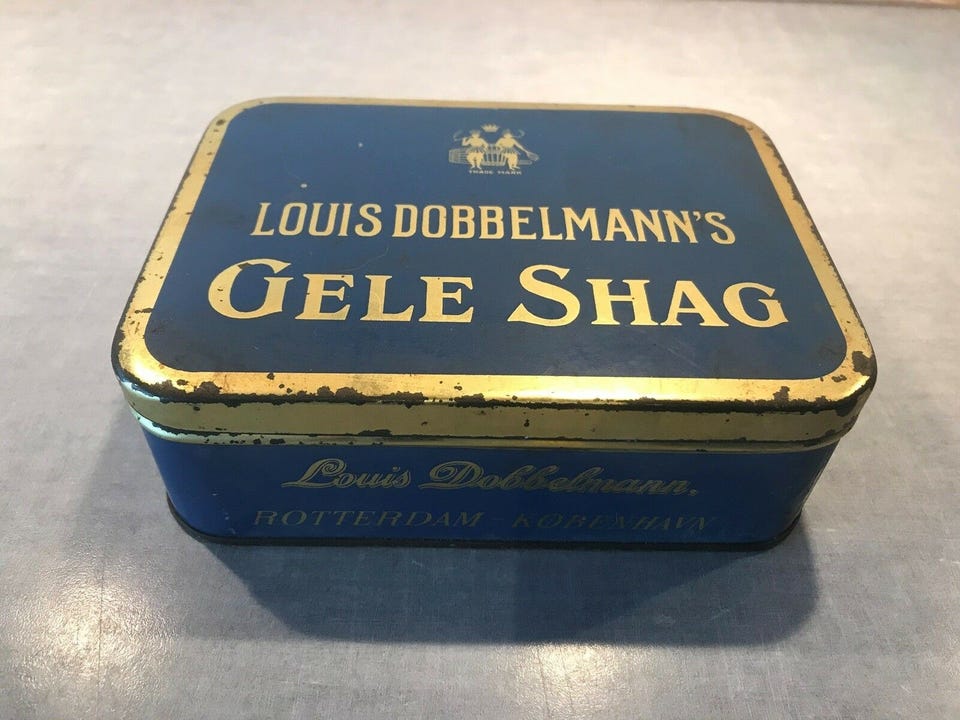 TRADE MARK
LOUIS DOBBELMANN'S
GELE SHAG
Louis Dobbelmann,
ROTTERDAM - KØBENHAVN